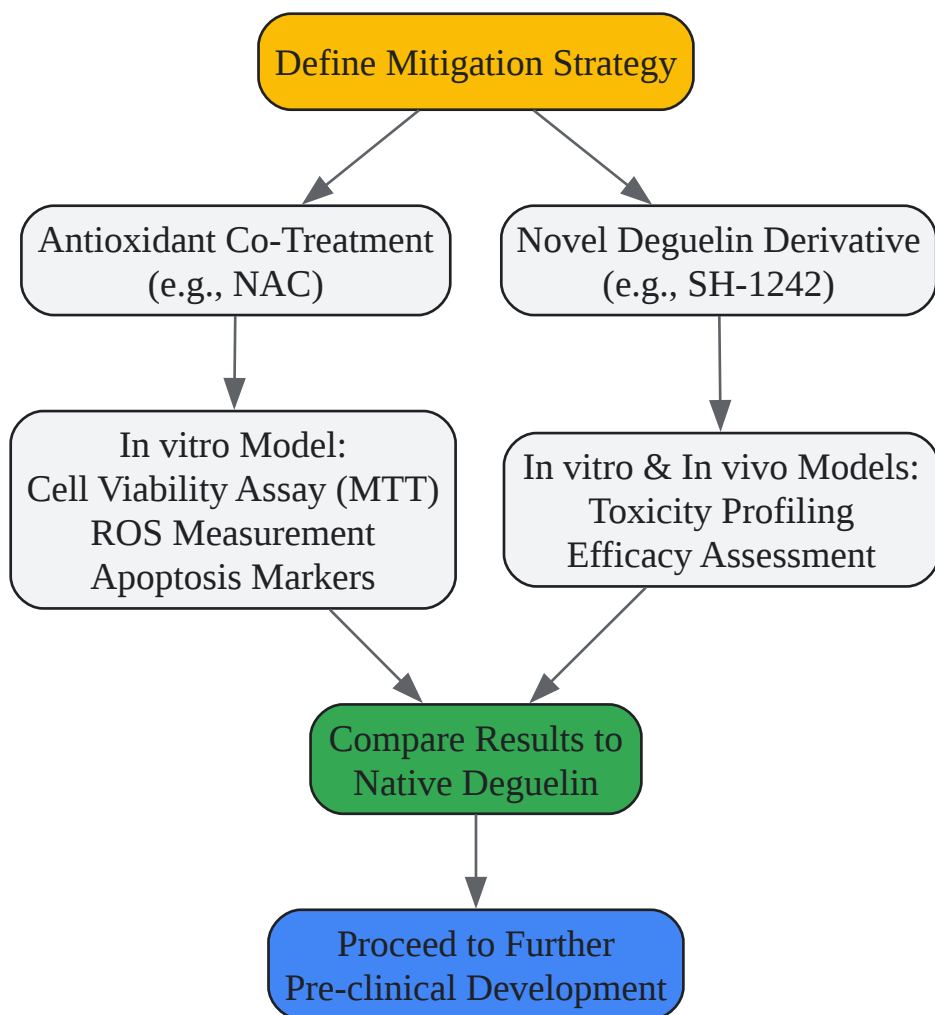 Define Mitigation Strategy
Antioxidant Co-Treatment
(e.g., NAC)
Novel Deguelin Derivative
(e.g., SH-1242)
In vitro Model:
Cell Viability Assay (MTT)
ROS Measurement
Apoptosis Markers
In vitro & In vivo Models:
Toxicity Profiling
Efficacy Assessment
Compare Results to
Native Deguelin
Proceed to Further
Pre-clinical Development